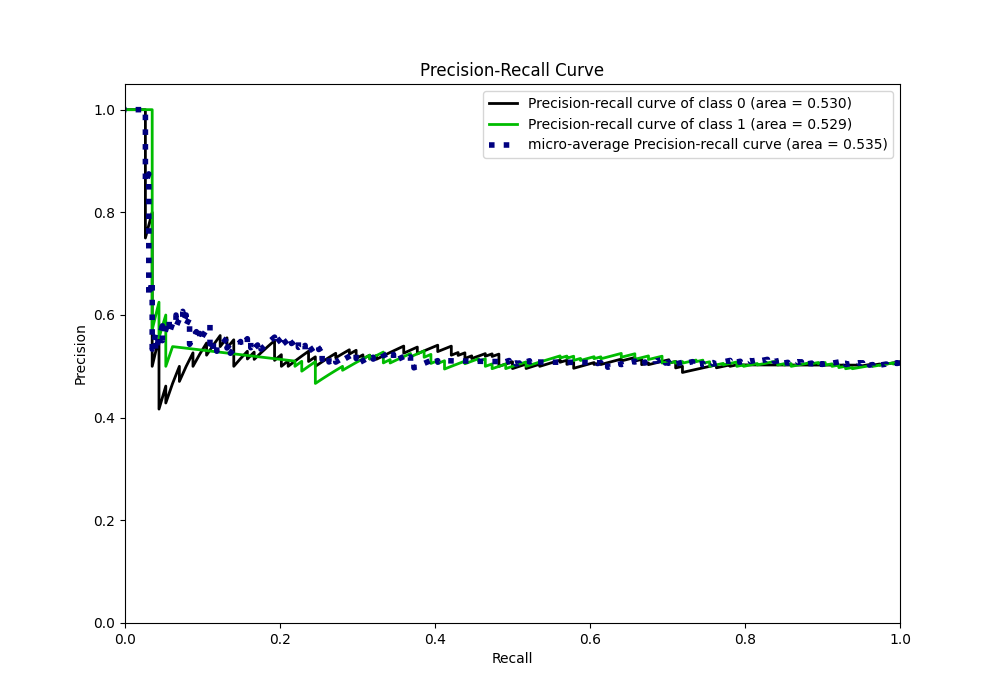 Precision-Recall Curve
Precision-recall curve of class 0 (area = 0.530)
Precision-recall curve of class 1 (area = 0.529)
micro-average Precision-recall curve (area = 0.535)
1.0
0.8
0.6
0.4
0.2
0.0
Precision
0.0 0.2 0.4 0.6 0.8 1.0
Recall